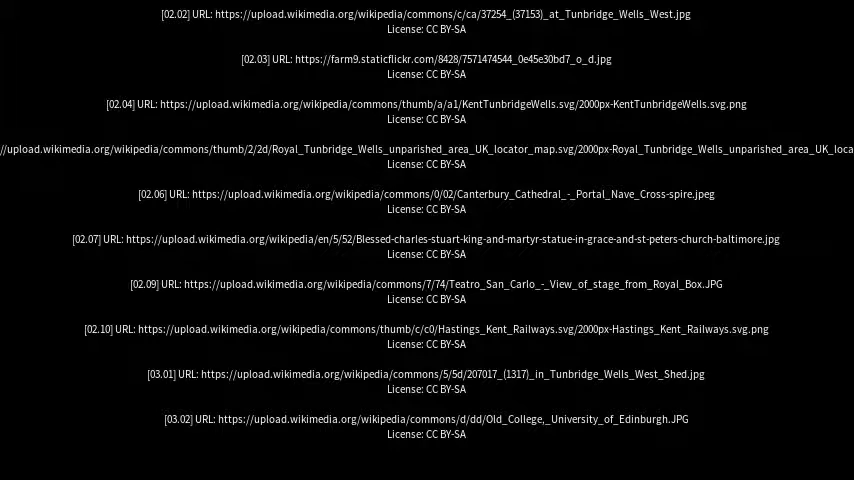 [02.02] URL: https://upload.wikimedia.org/wikipedia/commons/c/ca/37254_(37153)_at_Tunbridge_Wells_West.jpg
License: CC BY-SA
[02.03] URL: https://farm9.staticflickr.com/8428/7571474544_0e45e30bd7_o_d.jpg
License: CC BY-SA
[02.04] URL: https://upload.wikimedia.org/wikipedia/commons/thumb/a/a1/KentTunbridgeWells.svg/2000px-KentTunbridgeWells.svg.png
License: CC BY-SA
//upload.wikimedia.org/wikipedia/commons/thumb/2/2d/Royal_Tunbridge_Wells_unparished_area_UK_locator_map.svg/2000px-Royal_Tunbridge_Wells_unparished_area_UK_loca
License: CC BY-SA
[02.06] URL: https://upload.wikimedia.org/wikipedia/commons/0/02/Canterbury_Cathedral_-_Portal_Nave_Cross-spire.jpeg
License: CC BY-SA
[02.07] URL: https://upload.wikimedia.org/wikipedia/en/5/52/Blessed-charles-stuart-king-and-martyr-statue-in-grace-and-st-peters-church-baltimore.jpg
License: CC BY-SA
[02.09] URL: https://upload.wikimedia.org/wikipedia/commons/7/74/Teatro_San_Carlo_-_View_of_stage_from_Royal_Box.JPG
License: CC BY-SA
[02.10] URL: https://upload.wikimedia.org/wikipedia/commons/thumb/c/c0/Hastings_Kent_Railways.svg/2000px-Hastings_Kent_Railways.svg.png
License: CC BY-SA
[03.01] URL: https://upload.wikimedia.org/wikipedia/commons/5/5d/207017_(1317)_in_Tunbridge_Wells_West_Shed.jpg
License: CC BY-SA
[03.02] URL: https://upload.wikimedia.org/wikipedia/commons/d/dd/Old_College,_University_of_Edinburgh.JPG
License: CC BY-SA